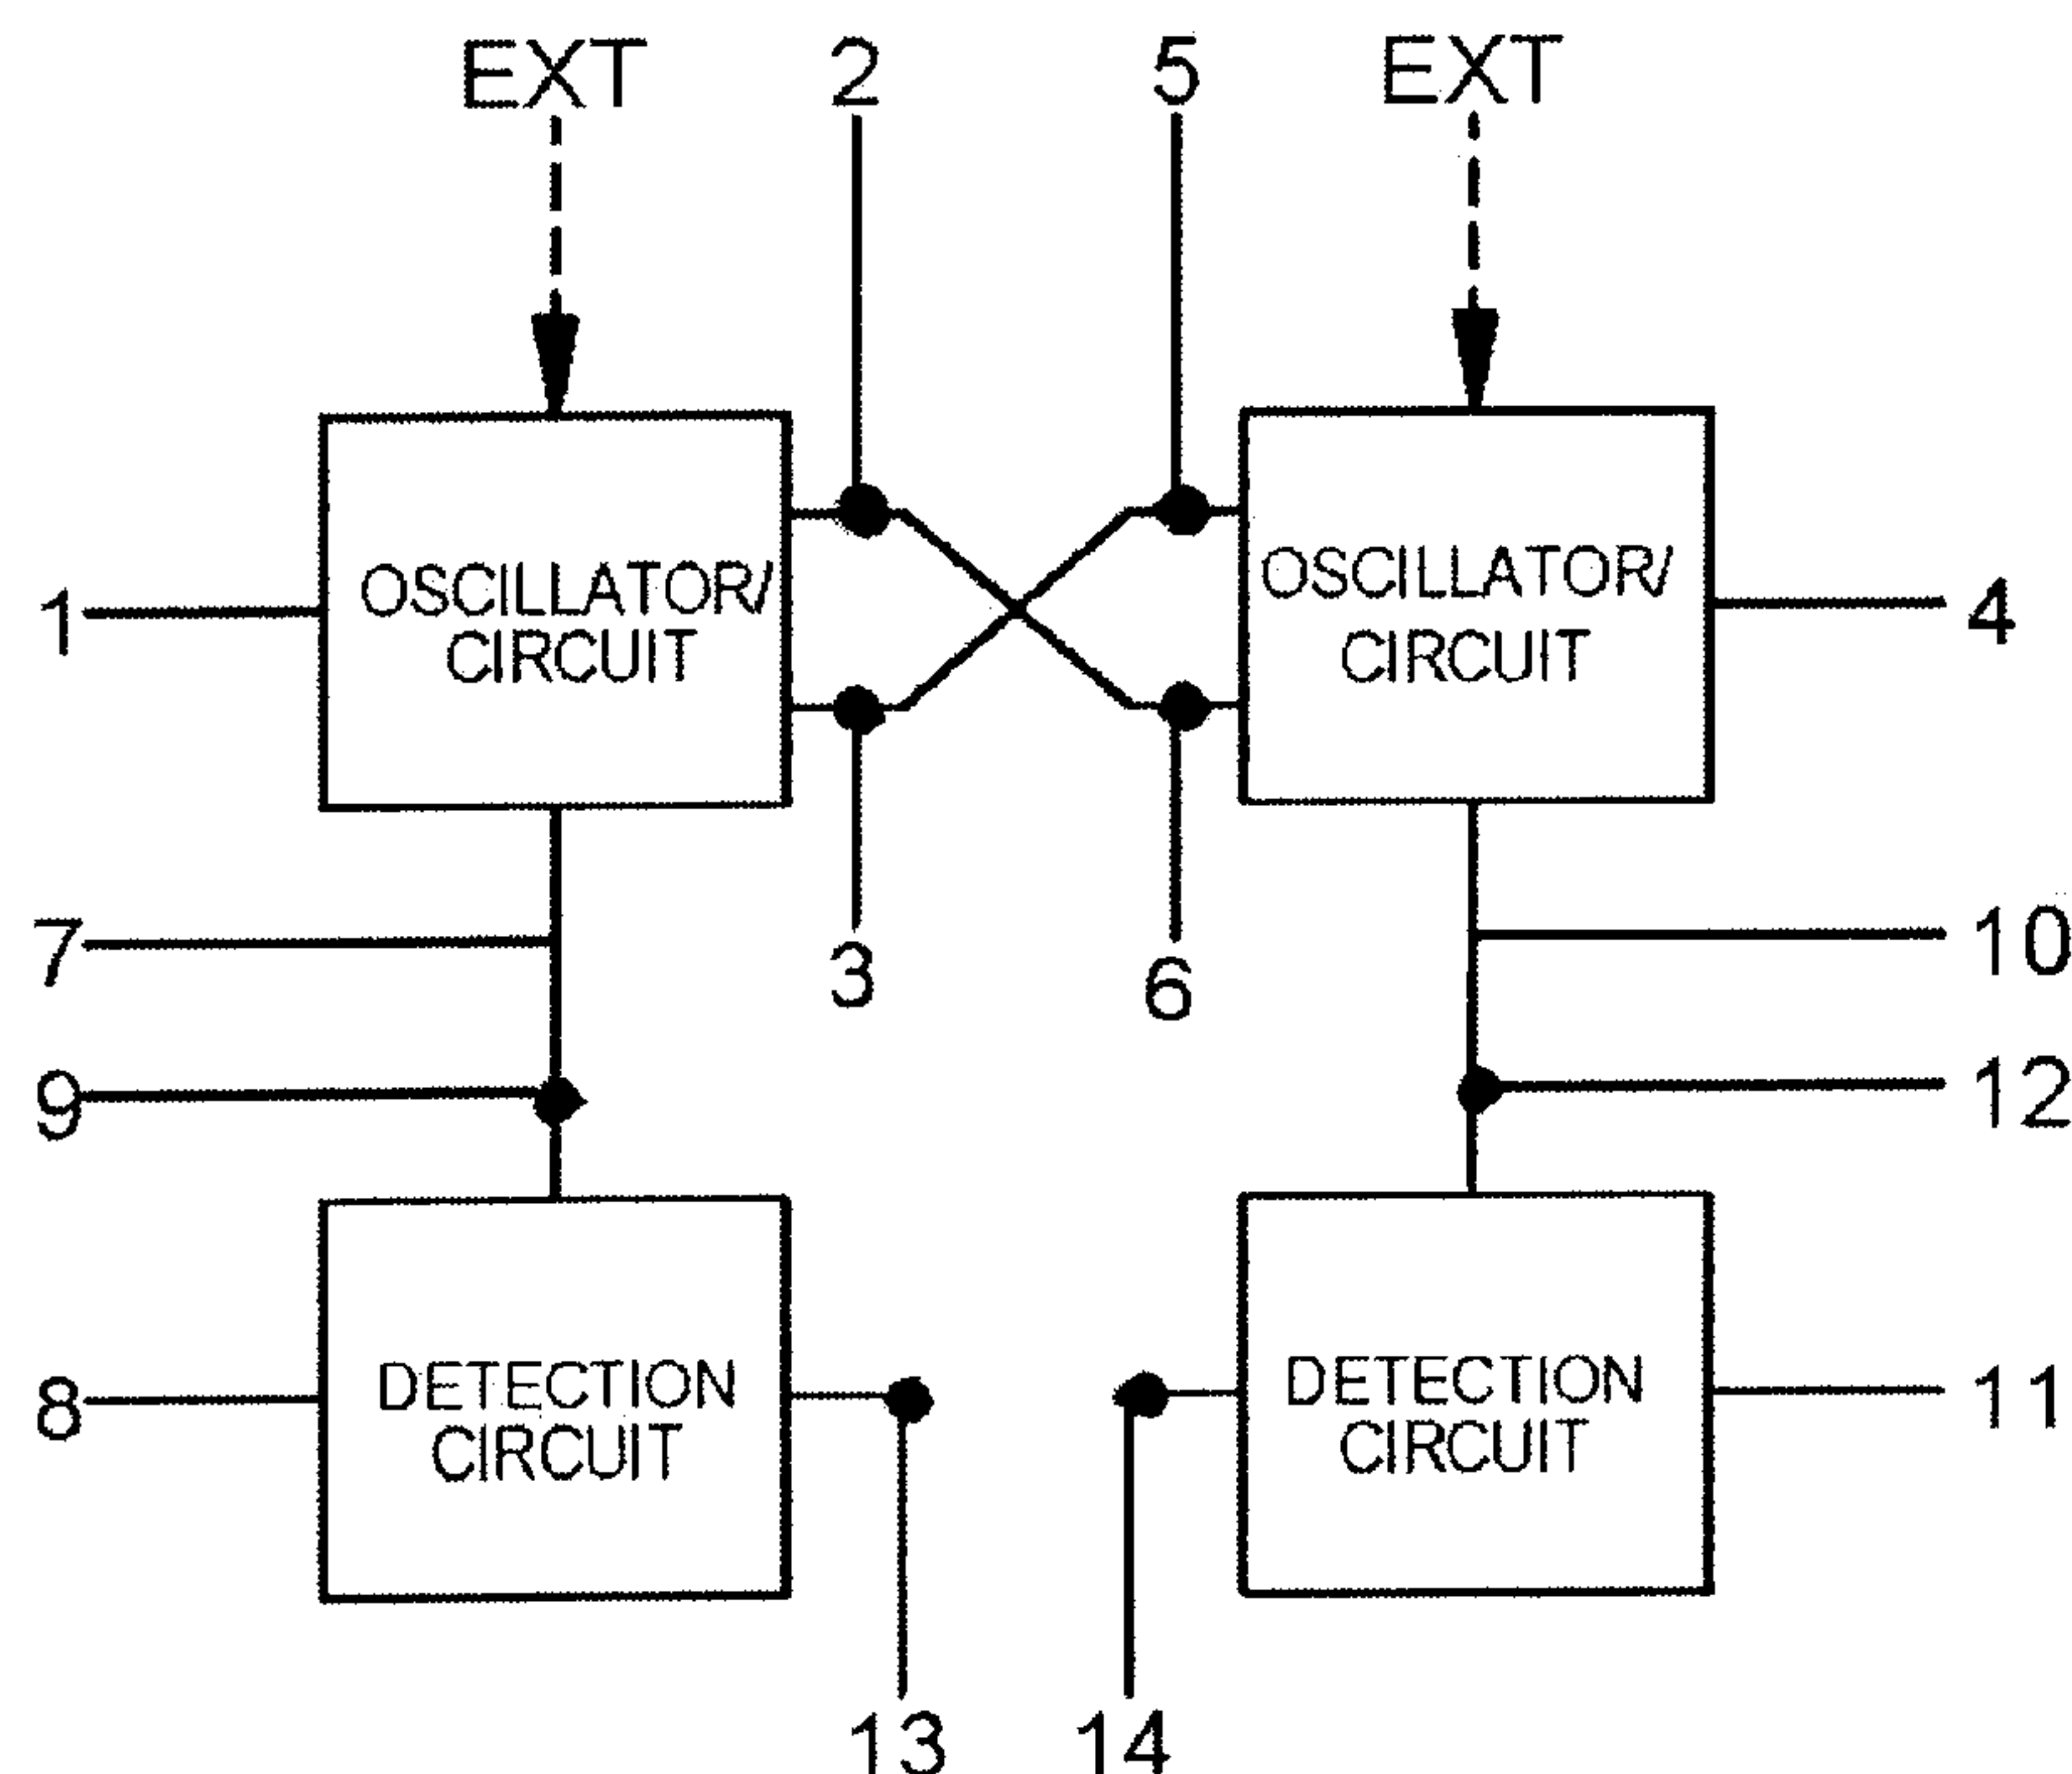 EXT
2
5
EXT
OSCILLATOR/
CIRCUIT
OSCILLATOR/
CIRCUIT
1
4
7
3
6
10
9
12
DETECTION
CIRCUIT
DETECTION
CIRCUIT
8
11
13
14